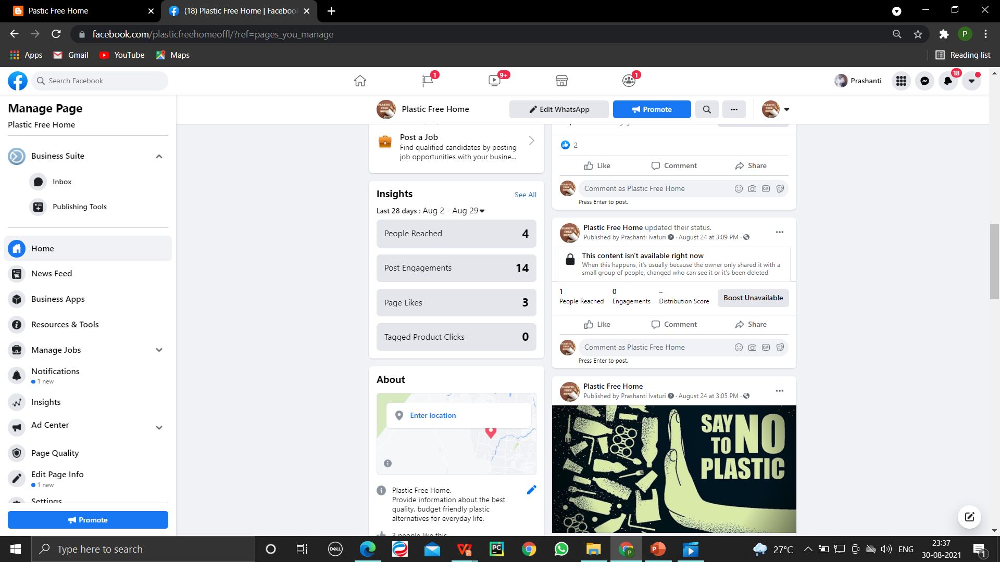 Pastic Free Home
(18) Plastic Free Home | Facebook
facebook.com/plasticfreehomeoffl/?ref=pages_you_manage
P
Apps
Gmail
YouTube
Maps
Reading list
Search Facebook
1
9+
1
Prashanti
18
Manage Page
Plastic Free Home
Business Suite
Inbox
Publishing Tools
Home
News Feed
Business Apps
Resources & Tools
Manage Jobs
Notifications
1 new
Insights
Ad Center
Page Quality
Edit Page Info
1 new
Settings
Promote
Plastic Free Home
Edit WhatsApp
Promote
Post a Job
Find qualified candidates by posting
job opportunities with your busine...
Insights
See All
Last 28 days : Aug 2 - Aug 29
People Reached
4
Post Engagements
14
Page Likes
3
Tagged Product Clicks
0
About
Enter location
Plastic Free Home.
Provide information about the best
quality, budget friendly plastic
alternatives for everyday life.
3 people like this
2
Like
Comment
Share
Comment as Plastic Free Home
GIF
Press Enter to post.
Plastic Free Home updated their status.
Published by Prashanti Ivaturi · August 24 at 3:09 PM ·
This content isn't available right now
When this happens, it's usually because the owner only shared it with a
small group of people, changed who can see it or it's been deleted.
1
People Reached
0
Engagements
–
Distribution Score
Boost Unavailable
Like
Comment
Share
Comment as Plastic Free Home
GIF
Press Enter to post.
Plastic Free Home
Published by Prashanti Ivaturi · August 24 at 3:05 PM ·
SAY NO
TO
PLASTIC
Type here to search
DELL
PC
P
P
27°C
ENG
23:37
30-08-2021
1